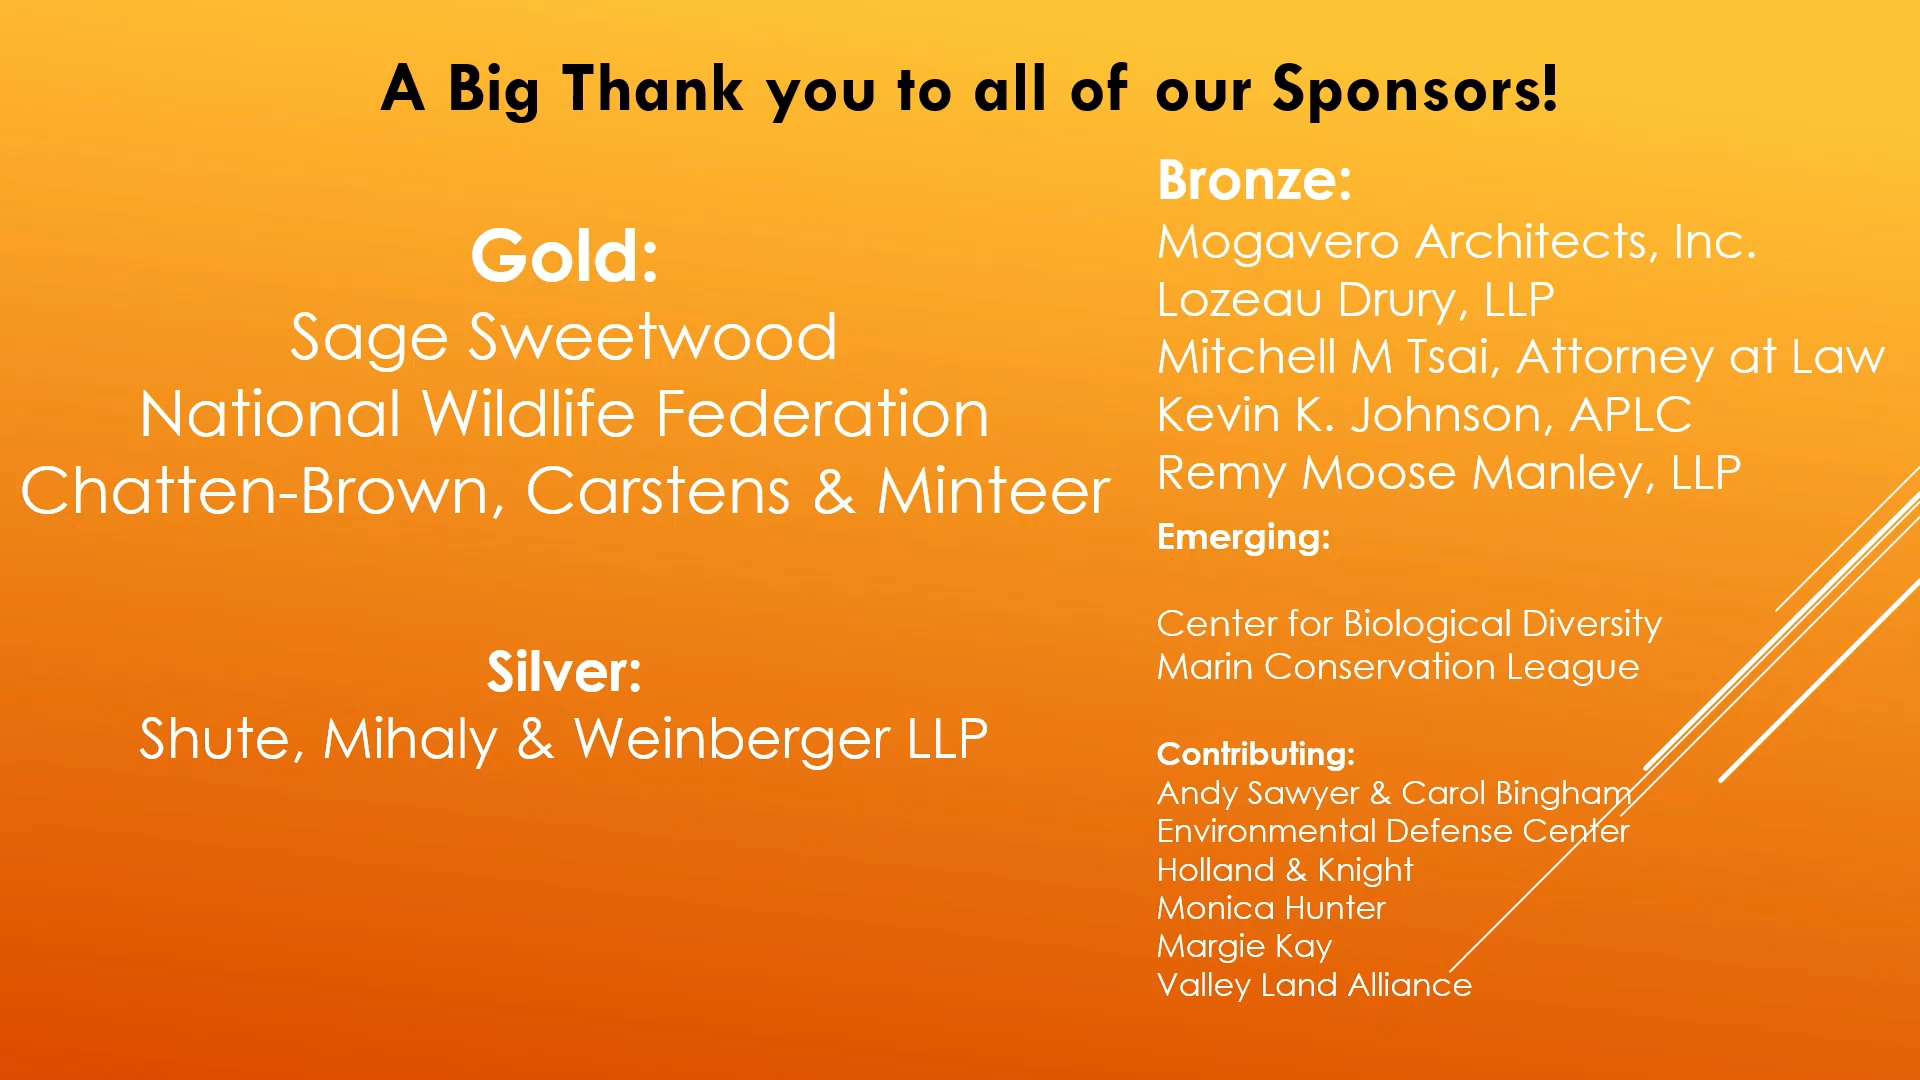 A Big Thank you to all of our Sponsors!
Gold:
Sage Sweetwood
National Wildlife Federation
Chatten-Brown, Carstens & Minteer
Silver:
Shute, Mihaly & Weinberger LLP
Bronze:
Mogavero Architects, Inc.
Lozeau Drury, LLP
Mitchell M Tsai, Attorney at Law
Kevin K. Johnson, APLC
Remy Moose Manley, LLP
Emerging:
Center for Biological Diversity
Marin Conservation League
Contributing:
Andy Sawyer & Carol Bingham
Environmental Defense Center
Holland & Knight
Monica Hunter
Margie Kay
Valley Land Alliance